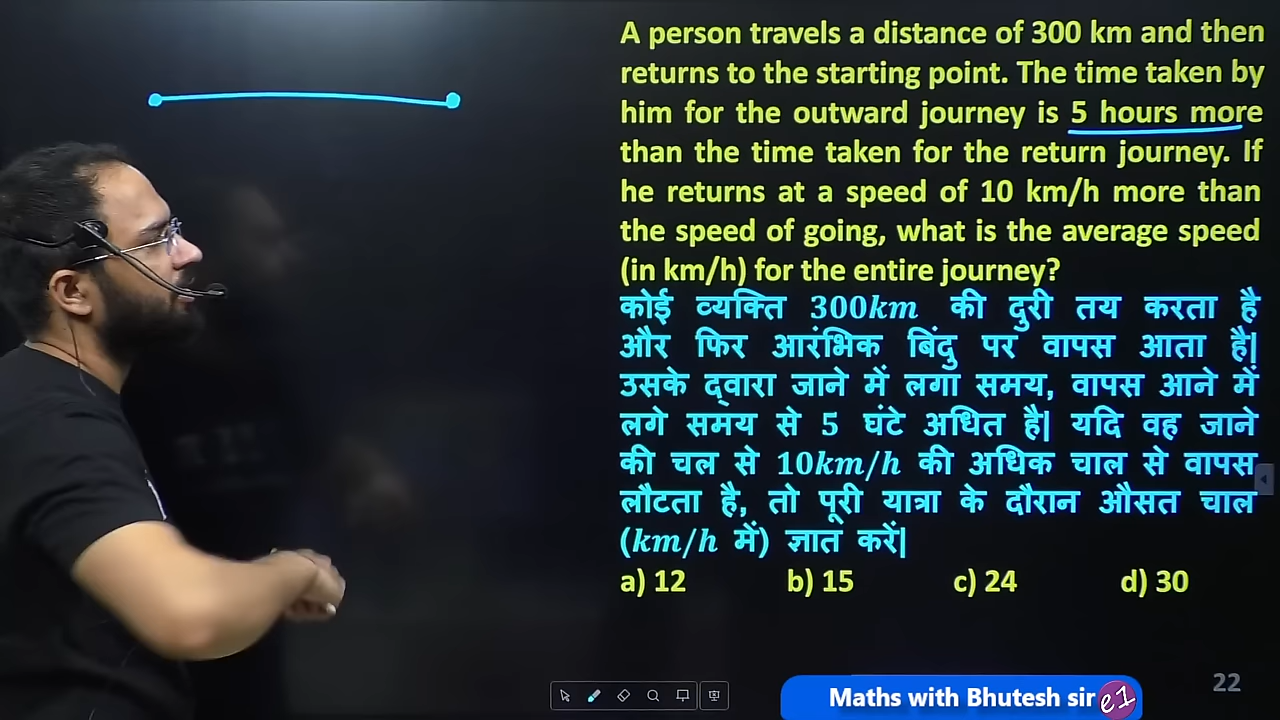 A person travels a distance of 300 km and then
returns to the starting point. The time taken by
him for the outward journey is 5 hours more
than the time taken for the return journey. If
he returns at a speed of 10 km/h more than
the speed of going, what is the average speed
(in km/h) for the entire journey?
कोई व्यक्ति 300km की दुरी तय करता है
और फिर आरंभिक बिंदु पर वापस आता है|
उसके द्वारा जाने में लगा समय, वापस आने में
लगे समय से 5 घंटे अधित है| यदि वह जाने
की चल से 10km/h की अधिक चाल से वापस
लौटता है, तो पूरी यात्रा के दौरान औसत चाल
(km/h में) ज्ञात करें|
a) 12 b) 15 c) 24 d) 30
22
Maths with Bhutesh sir e1